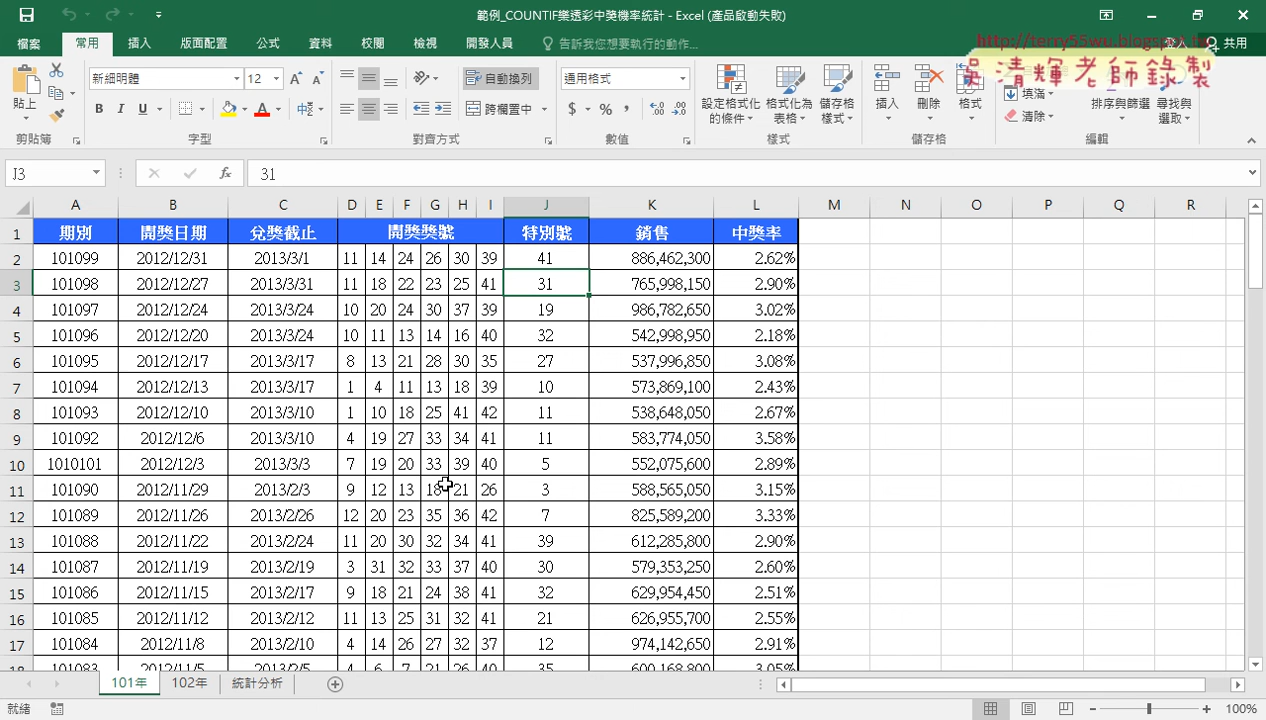 範例_COUNTIF樂透彩中獎機率統計 - Excel (產品啟動失敗)
檔案 常用 插入 版面配置 公式 資料 校閱 檢視 開發人員 告訴我您想要執行的動作... 登入 共用
http://terry55wu.blogspot.tw
吳清輝老師錄製
貼上 新細明體 12 自動換列 通用格式 設定格式化的條件 格式化為表格 儲存格樣式 插入 刪除 格式 填滿 清除 排序與篩選 尋找與選取
B I U 跨欄置中 $ % ,
剪貼簿 字型 對齊方式 數值 樣式 儲存格 編輯
J3 fx 31
A B C D E F G H I J K L M N O P Q R
1 期別 開獎日期 兌獎截止 開獎獎號 特別號 銷售 中獎率
2 101099 2012/12/31 2013/3/1 11 14 24 26 30 39 41 886,462,300 2.62%
3 101098 2012/12/27 2013/3/31 11 18 22 23 25 41 31 765,998,150 2.90%
4 101097 2012/12/24 2013/3/24 10 20 24 30 37 39 19 986,782,650 3.02%
5 101096 2012/12/20 2013/3/24 10 11 13 14 16 40 32 542,998,950 2.18%
6 101095 2012/12/17 2013/3/17 8 13 21 28 30 35 27 537,996,850 3.08%
7 101094 2012/12/13 2013/3/17 1 4 11 13 18 39 10 573,869,100 2.43%
8 101093 2012/12/10 2013/3/10 1 10 18 25 41 42 11 538,648,050 2.67%
9 101092 2012/12/6 2013/3/10 4 19 27 33 34 41 11 583,774,050 3.58%
10 1010101 2012/12/3 2013/3/3 7 19 20 33 39 40 5 552,075,600 2.89%
11 101090 2012/11/29 2013/2/3 9 12 13 18 21 26 3 588,565,050 3.15%
12 101089 2012/11/26 2013/2/26 12 20 23 35 36 42 7 825,589,200 3.33%
13 101088 2012/11/22 2013/2/24 11 20 30 32 34 41 39 612,285,800 2.90%
14 101087 2012/11/19 2013/2/19 3 31 32 33 37 40 30 579,353,250 2.60%
15 101086 2012/11/15 2013/2/17 9 18 21 24 38 41 32 629,954,450 2.51%
16 101085 2012/11/12 2013/2/12 11 13 25 31 32 41 21 626,955,700 2.55%
17 101084 2012/11/8 2013/2/10 4 14 26 27 32 37 12 974,142,650 2.91%
18 101083 2012/11/5 2013/2/5 4 6 7 21 26 40 35 600,168,800 3.05%
101年 102年 統計分析
就緒 100%